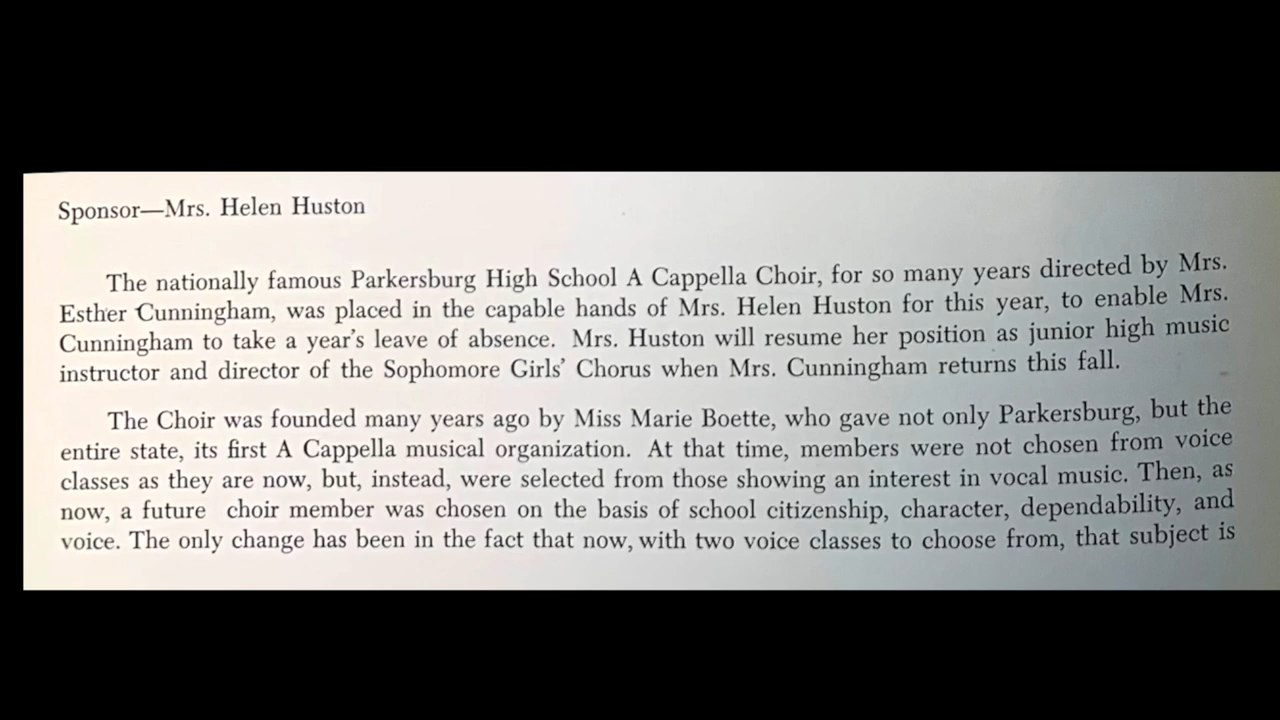 Sponsor—Mrs. Helen Huston
The nationally famous Parkersburg High School A Cappella Choir, for so many years directed by Mrs.
Esther Cunningham, was placed in the capable hands of Mrs. Helen Huston for this year, to enable Mrs.
Cunningham to take a year's leave of absence. Mrs. Huston will resume her position as junior high music
instructor and director of the Sophomore Girls' Chorus when Mrs. Cunningham returns this fall.
The Choir was founded many years ago by Miss Marie Boette, who gave not only Parkersburg, but the
entire state, its first A Cappella musical organization. At that time, members were not chosen from voice
classes as they are now, but, instead, were selected from those showing an interest in vocal music. Then, as
now, a future choir member was chosen on the basis of school citizenship, character, dependability, and
voice. The only change has been in the fact that now, with two voice classes to choose from, that subject is